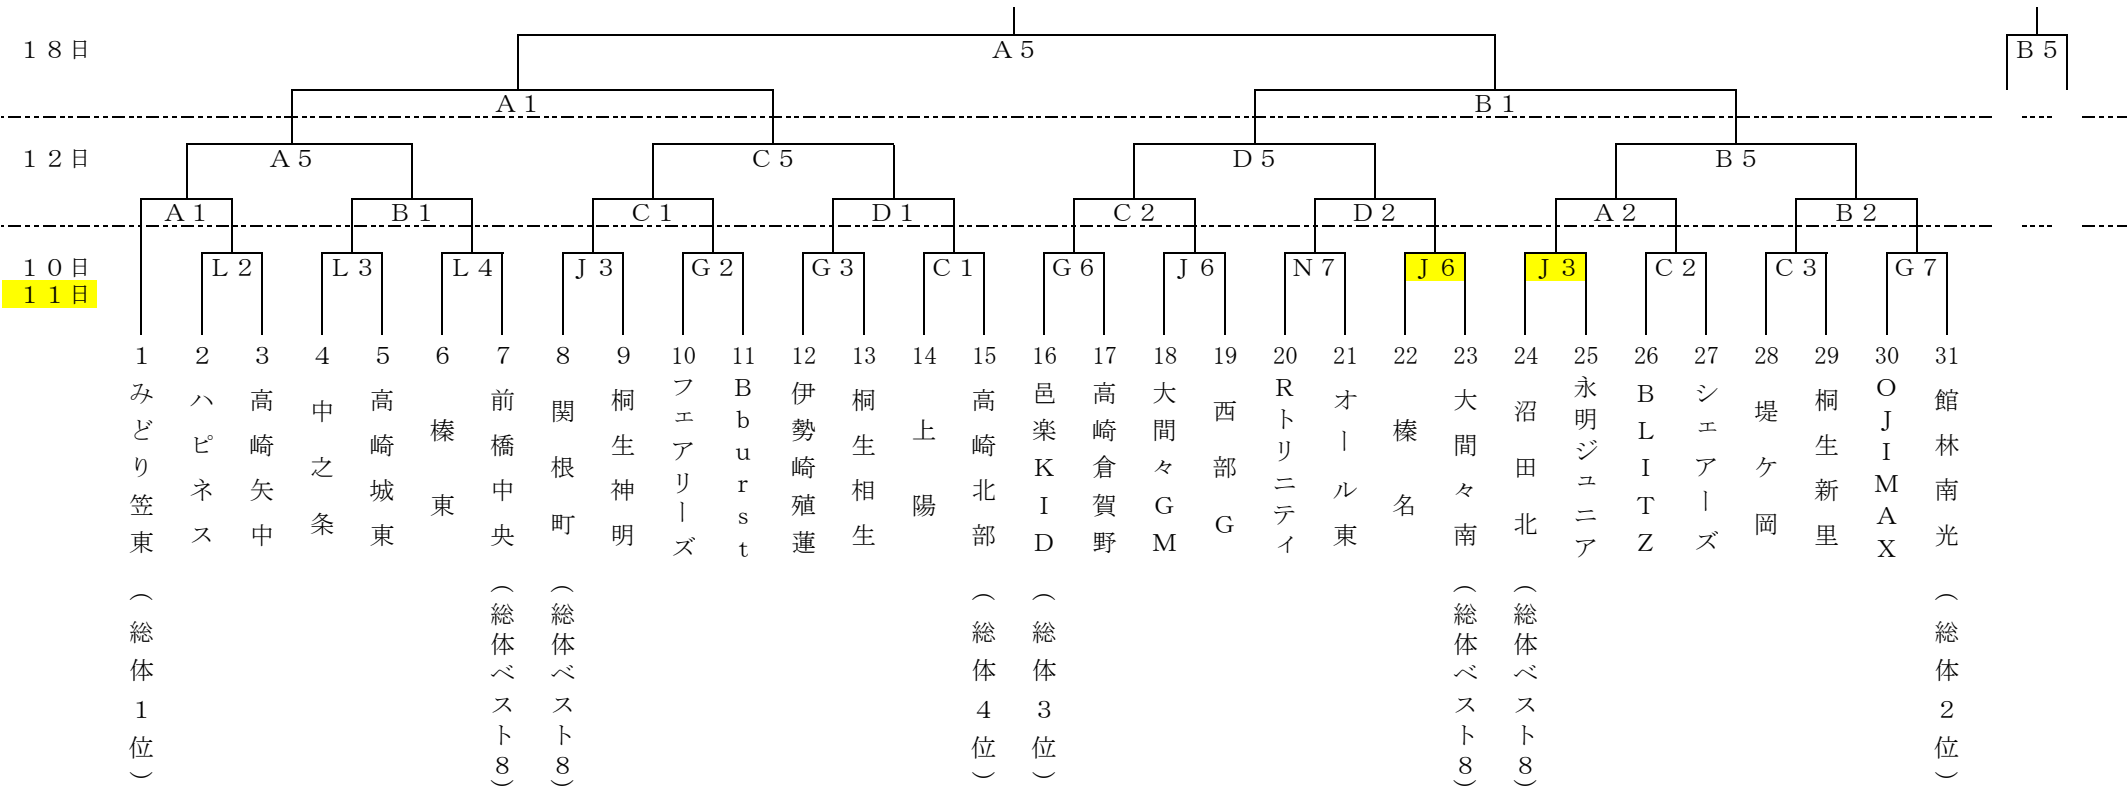 １８日 Ａ５ Ｂ５
Ａ１ Ｂ１
１２日 Ａ５ Ｃ５ Ｄ５ Ｂ５
Ａ１ Ｂ１ Ｃ１ Ｄ１ Ｃ２ Ｄ２ Ａ２ Ｂ２
１０日 Ｌ２ Ｌ３ Ｌ４ Ｊ３ Ｇ２ Ｇ３ Ｃ１ Ｇ６ Ｊ６ Ｎ７ Ｊ６ Ｊ３ Ｃ２ Ｃ３ Ｇ７
１１日
1 2 3 4 5 6 7 8 9 10 11 12 13 14 15 16 17 18 19 20 21 22 23 24 25 26 27 28 29 30 31
みどり笠東（総体１位）
ハピネス
高崎矢中
中之条
高崎城東
榛東
前橋中央（総体ベスト８）
関根町（総体ベスト８）
桐生神明
フェアリーズ
Ｂｂｕｒｓｔ
伊勢崎殖蓮
桐生相生
上陽
高崎北部（総体４位）
邑楽ＫＩＤ（総体３位）
高崎倉賀野
大間々ＧＭ
西部Ｇ
Ｒトリニティ
オール東
榛名
大間々南（総体ベスト８）
沼田北（総体ベスト８）
永明ジュニア
ＢＬＩＴＺ
シェアーズ
堤ケ岡
桐生新里
ＯＪＩＭＡＸ
館林南光（総体２位）